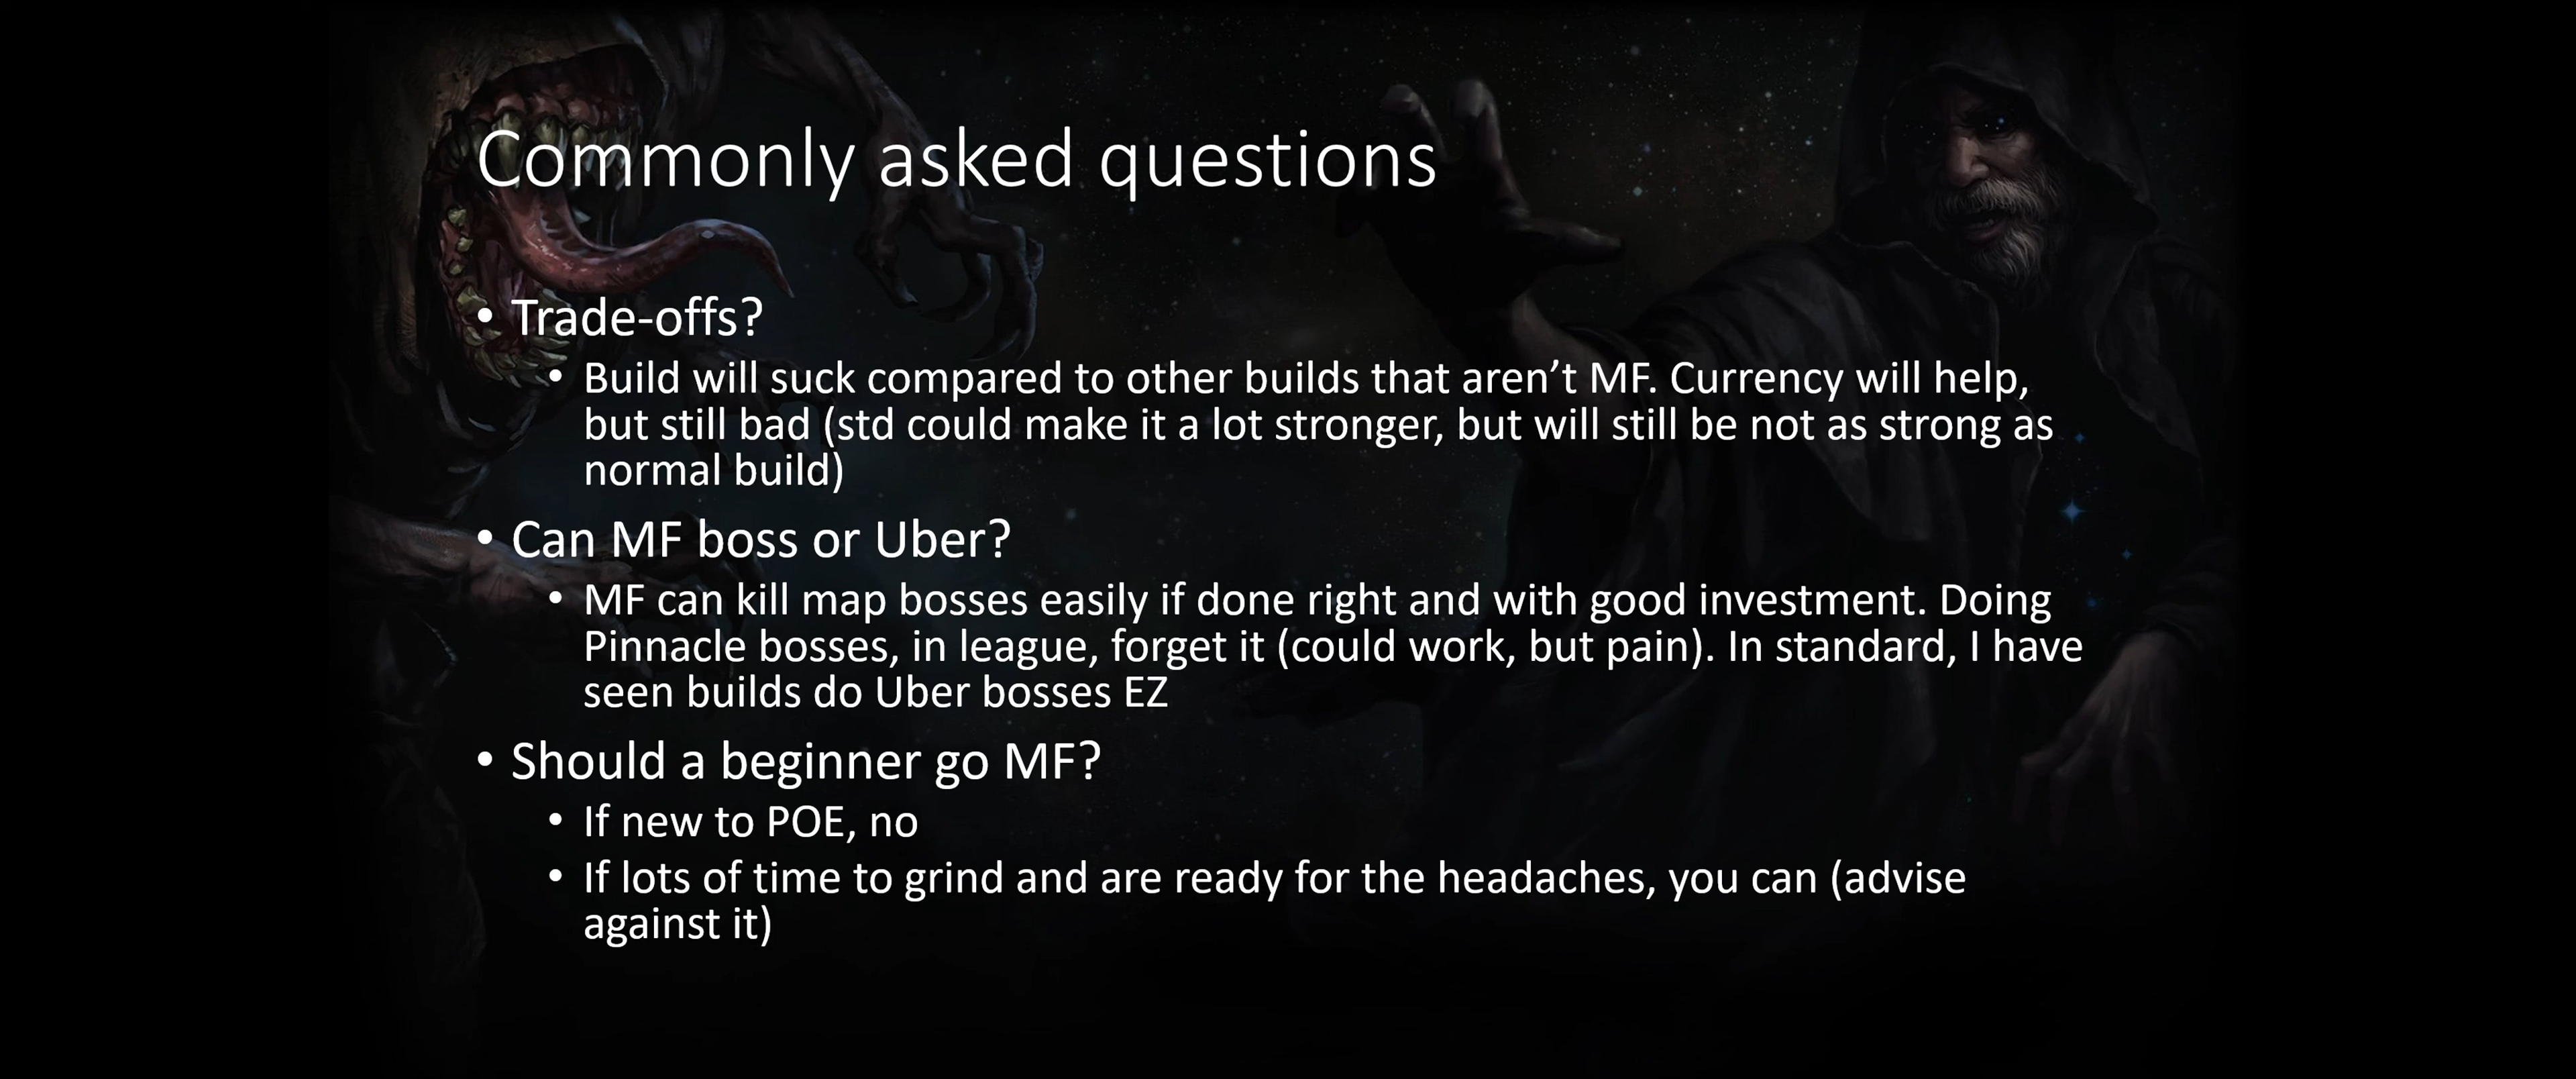 Commonly asked questions
• Trade-offs?
• Build will suck compared to other builds that aren’t MF. Currency will help,
but still bad (std could make it a lot stronger, but will still be not as strong as
normal build)
• Can MF boss or Uber?
• MF can kill map bosses easily if done right and with good investment. Doing
Pinnacle bosses, in league, forget it (could work, but pain). In standard, I have
seen builds do Uber bosses EZ
• Should a beginner go MF?
• If new to POE, no
• If lots of time to grind and are ready for the headaches, you can (advise
against it)